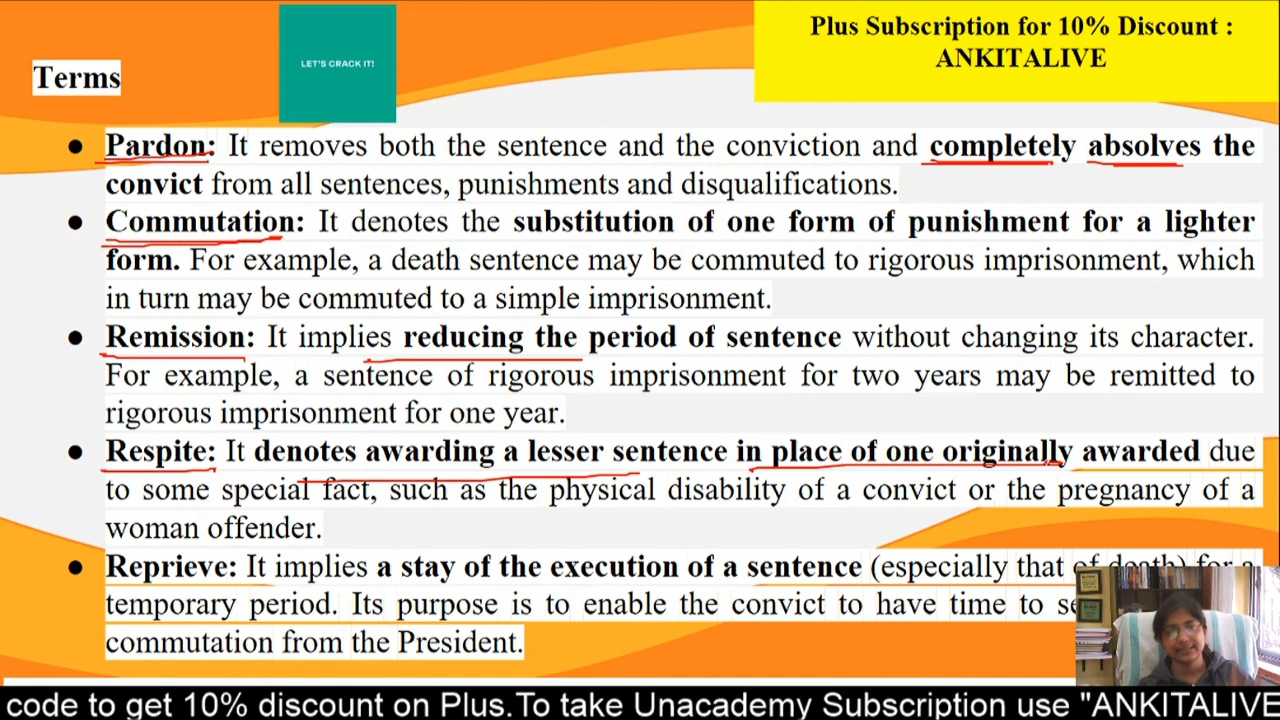 Plus Subscription for 10% Discount :
ANKITALIVE
LET'S CRACK IT!
Terms
● Pardon: It removes both the sentence and the conviction and completely absolves the
convict from all sentences, punishments and disqualifications.
● Commutation: It denotes the substitution of one form of punishment for a lighter
form. For example, a death sentence may be commuted to rigorous imprisonment, which
in turn may be commuted to a simple imprisonment.
● Remission: It implies reducing the period of sentence without changing its character.
For example, a sentence of rigorous imprisonment for two years may be remitted to
rigorous imprisonment for one year.
● Respite: It denotes awarding a lesser sentence in place of one originally awarded due
to some special fact, such as the physical disability of a convict or the pregnancy of a
woman offender.
● Reprieve: It implies a stay of the execution of a sentence (especially that of death) for a
temporary period. Its purpose is to enable the convict to have time to
commutation from the President.
code to get 10% discount on Plus.To take Unacademy Subscription use "ANKITALIVE